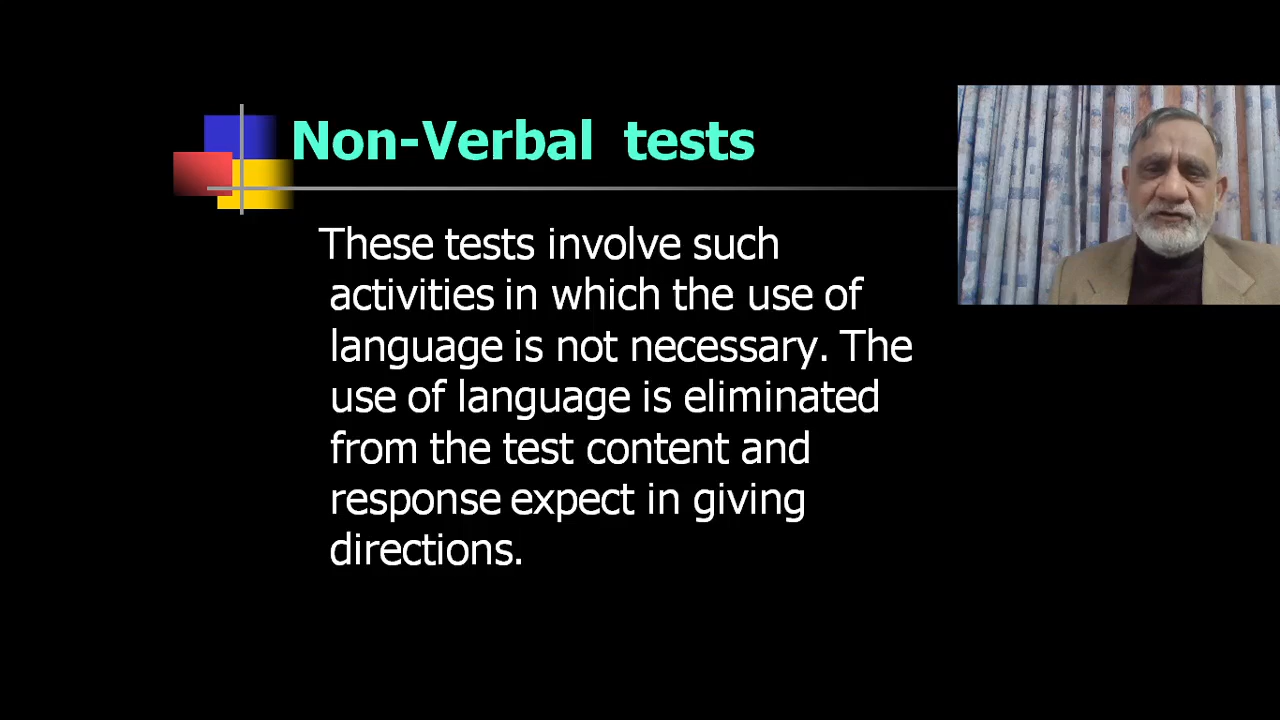 Non-Verbal tests
These tests involve such
activities in which the use of
language is not necessary. The
use of language is eliminated
from the test content and
response expect in giving
directions.